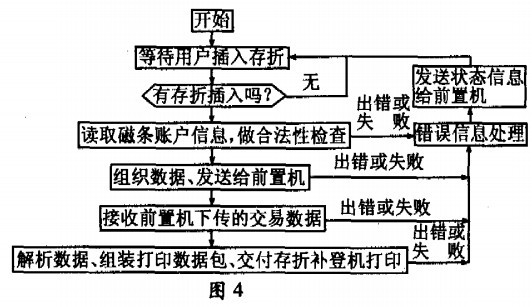 开始
等待用户插入存折
有存折插入吗?
无
发送状态信息
给前置机
读取磁条账户信息,做合法性检查
出错或
失 败
错误信息处理
组织数据、发送给前置机
出错或失败
接收前置机下传的交易数据
出错或失败
解析数据、组装打印数据包、交付存折补登机打印
出错或
失 败
图 4